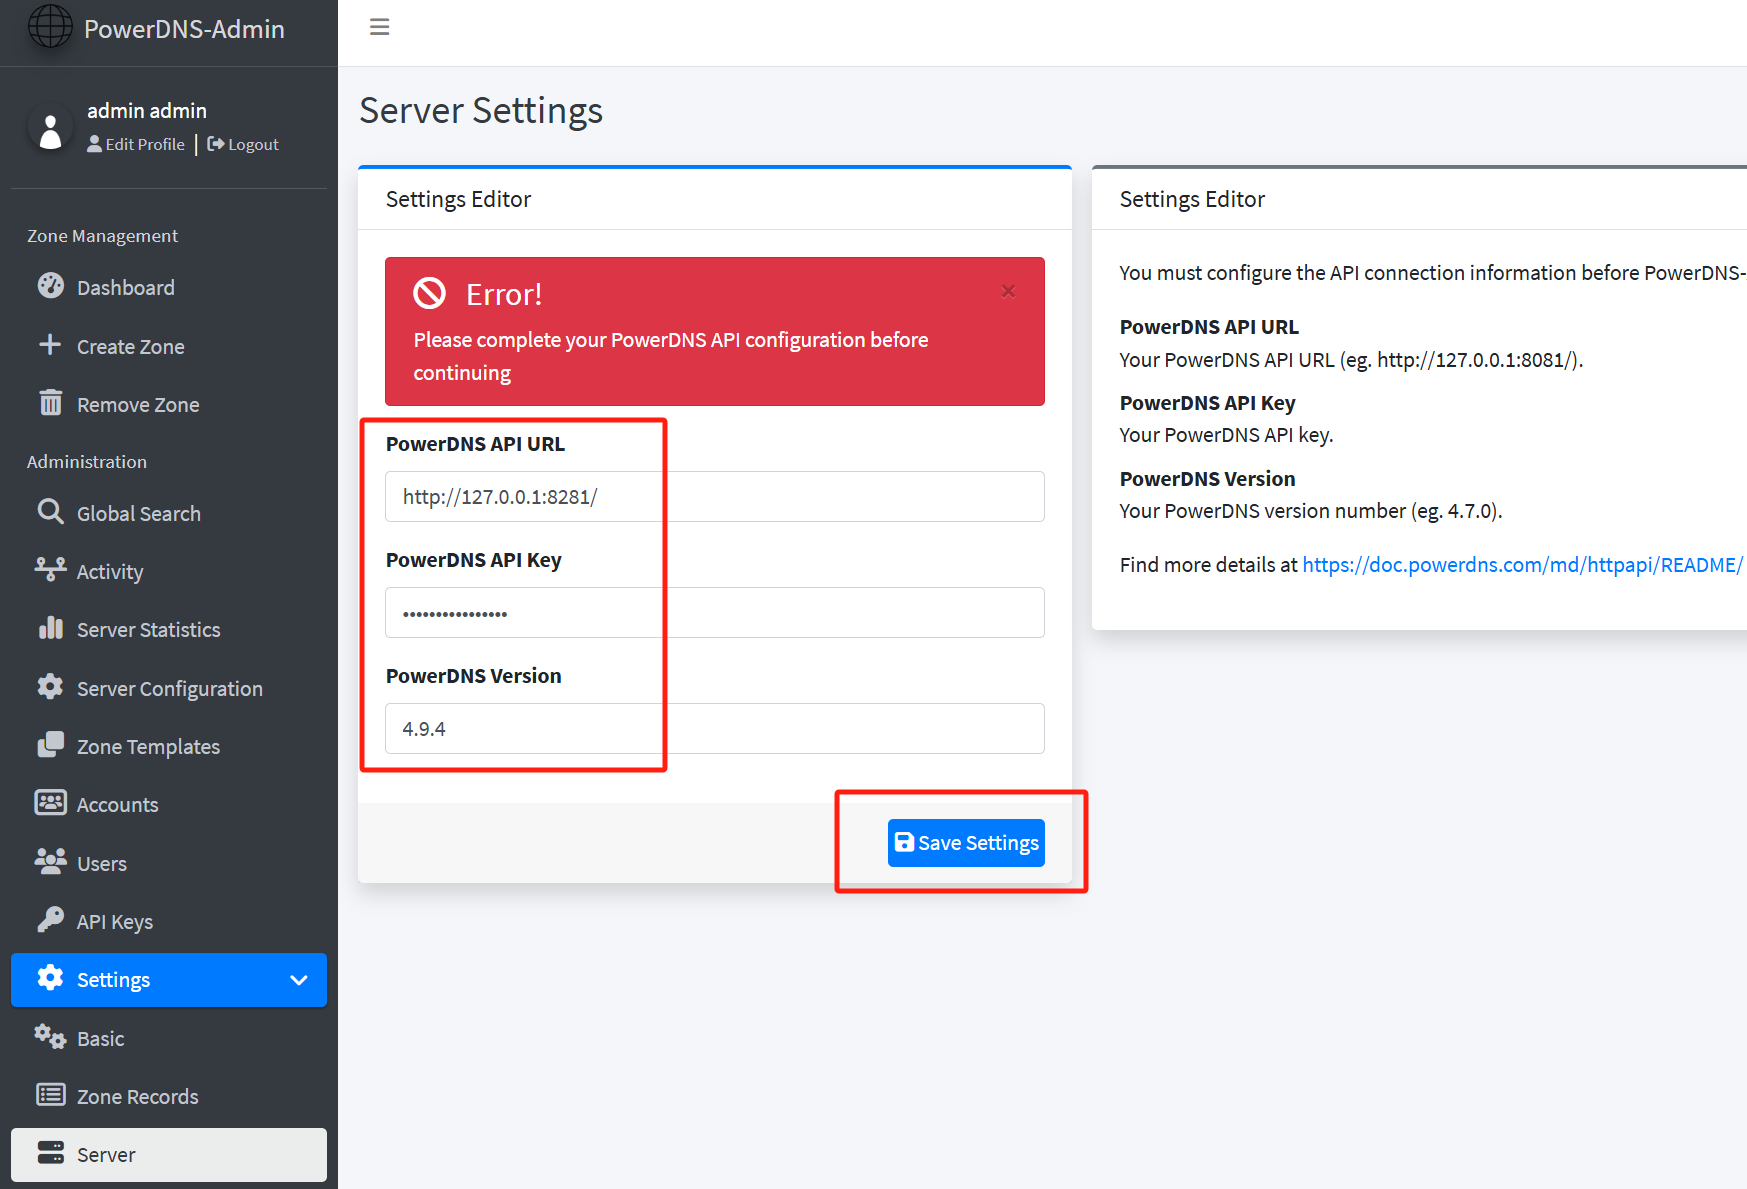 PowerDNS-Admin
admin admin
Edit Profile | Logout
Zone Management
Dashboard
Create Zone
Remove Zone
Administration
Global Search
Activity
Server Statistics
Server Configuration
Zone Templates
Accounts
Users
API Keys
Settings
Basic
Zone Records
Server
Server Settings
Settings Editor
Error!
×
Please complete your PowerDNS API configuration before
continuing
PowerDNS API URL
http://127.0.0.1:8281/
PowerDNS API Key
••••••••••••••••
PowerDNS Version
4.9.4
Save Settings
Settings Editor
You must configure the API connection information before PowerDNS-
PowerDNS API URL
Your PowerDNS API URL (eg. http://127.0.0.1:8081/).
PowerDNS API Key
Your PowerDNS API key.
PowerDNS Version
Your PowerDNS version number (eg. 4.7.0).
Find more details at https://doc.powerdns.com/md/httpapi/README/